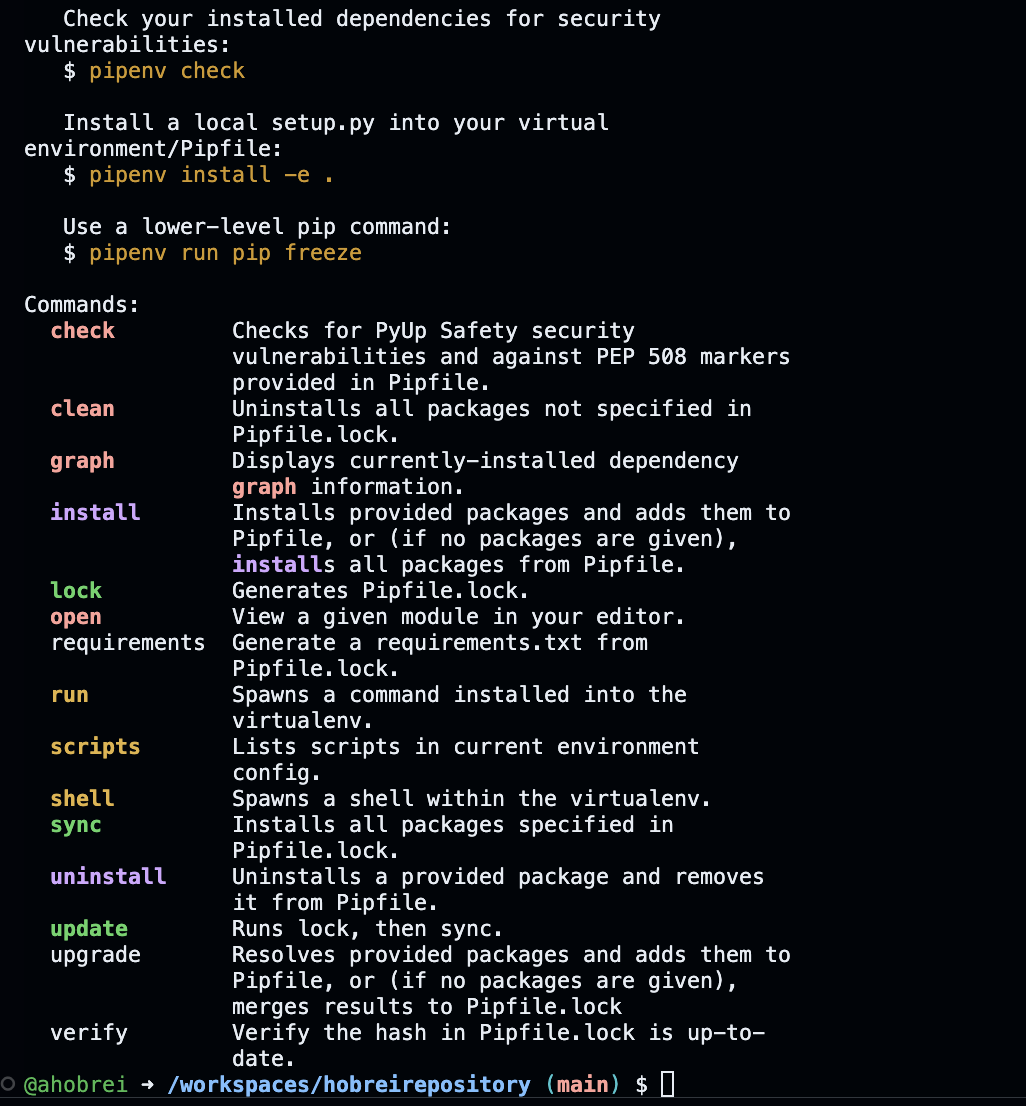 Check your installed dependencies for security
vulnerabilities:
$ pipenv check
Install a local setup.py into your virtual
environment/Pipfile:
$ pipenv install -e .
Use a lower-level pip command:
$ pipenv run pip freeze
Commands:
check Checks for PyUp Safety security
vulnerabilities and against PEP 508 markers
provided in Pipfile.
clean Uninstalls all packages not specified in
Pipfile.lock.
graph Displays currently-installed dependency
graph information.
install Installs provided packages and adds them to
Pipfile, or (if no packages are given),
installs all packages from Pipfile.
lock Generates Pipfile.lock.
open View a given module in your editor.
requirements Generate a requirements.txt from
Pipfile.lock.
run Spawns a command installed into the
virtualenv.
scripts Lists scripts in current environment
config.
shell Spawns a shell within the virtualenv.
sync Installs all packages specified in
Pipfile.lock.
uninstall Uninstalls a provided package and removes
it from Pipfile.
update Runs lock, then sync.
upgrade Resolves provided packages and adds them to
Pipfile, or (if no packages are given),
merges results to Pipfile.lock
verify Verify the hash in Pipfile.lock is up-to-
date.
@ahobrei ➜ /workspaces/hobreirepository (main) $